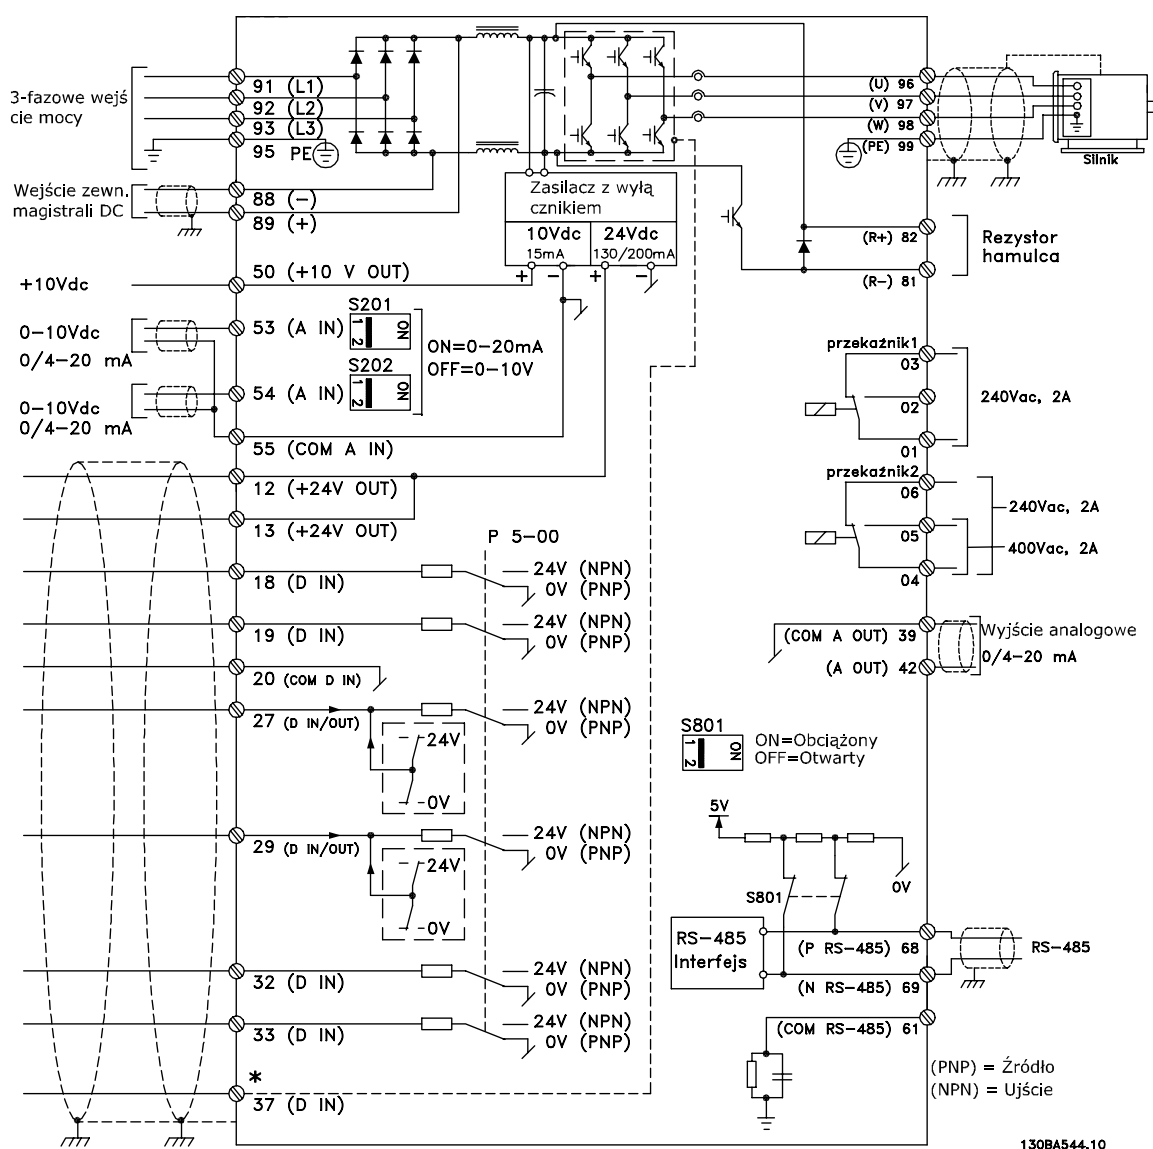 3-fazowe wejś
cie mocy
91 (L1)
92 (L2)
93 (L3)
95 PE
Wejście zewn.
magistrali DC
88 (−)
89 (+)
Zasilacz z wyłą
cznikiem
10Vdc
15mA
24Vdc
130/200mA
+ − + −
(U) 96
(V) 97
(W) 98
(PE) 99
Silnik
(R+) 82
(R−) 81
Rezystor
hamulca
+10Vdc
50 (+10 V OUT)
0−10Vdc
0/4−20 mA
53 (A IN)
S201
1 2 ON
ON=0−20mA
OFF=0−10V
S202
1 2 ON
0−10Vdc
0/4−20 mA
54 (A IN)
55 (COM A IN)
12 (+24V OUT)
13 (+24V OUT)
przekaźnik1
03
02
01
240Vac, 2A
przekaźnik2
06
05
04
240Vac, 2A
400Vac, 2A
P 5-00
18 (D IN)
24V (NPN)
0V (PNP)
19 (D IN)
24V (NPN)
0V (PNP)
20 (COM D IN)
27 (D IN/OUT)
24V (NPN)
0V (PNP)
24V
0V
29 (D IN/OUT)
24V (NPN)
0V (PNP)
24V
0V
32 (D IN)
24V (NPN)
0V (PNP)
33 (D IN)
24V (NPN)
0V (PNP)
*
37 (D IN)
(COM A OUT) 39
(A OUT) 42
Wyjście analogowe
0/4−20 mA
S801
1 2 ON
ON=Obciążony
OFF=Otwarty
5V
S801
0V
RS−485
Interfejs
(P RS−485) 68
(N RS−485) 69
(COM RS−485) 61
RS−485
(PNP) = Źródło
(NPN) = Ujście
130BA544.10